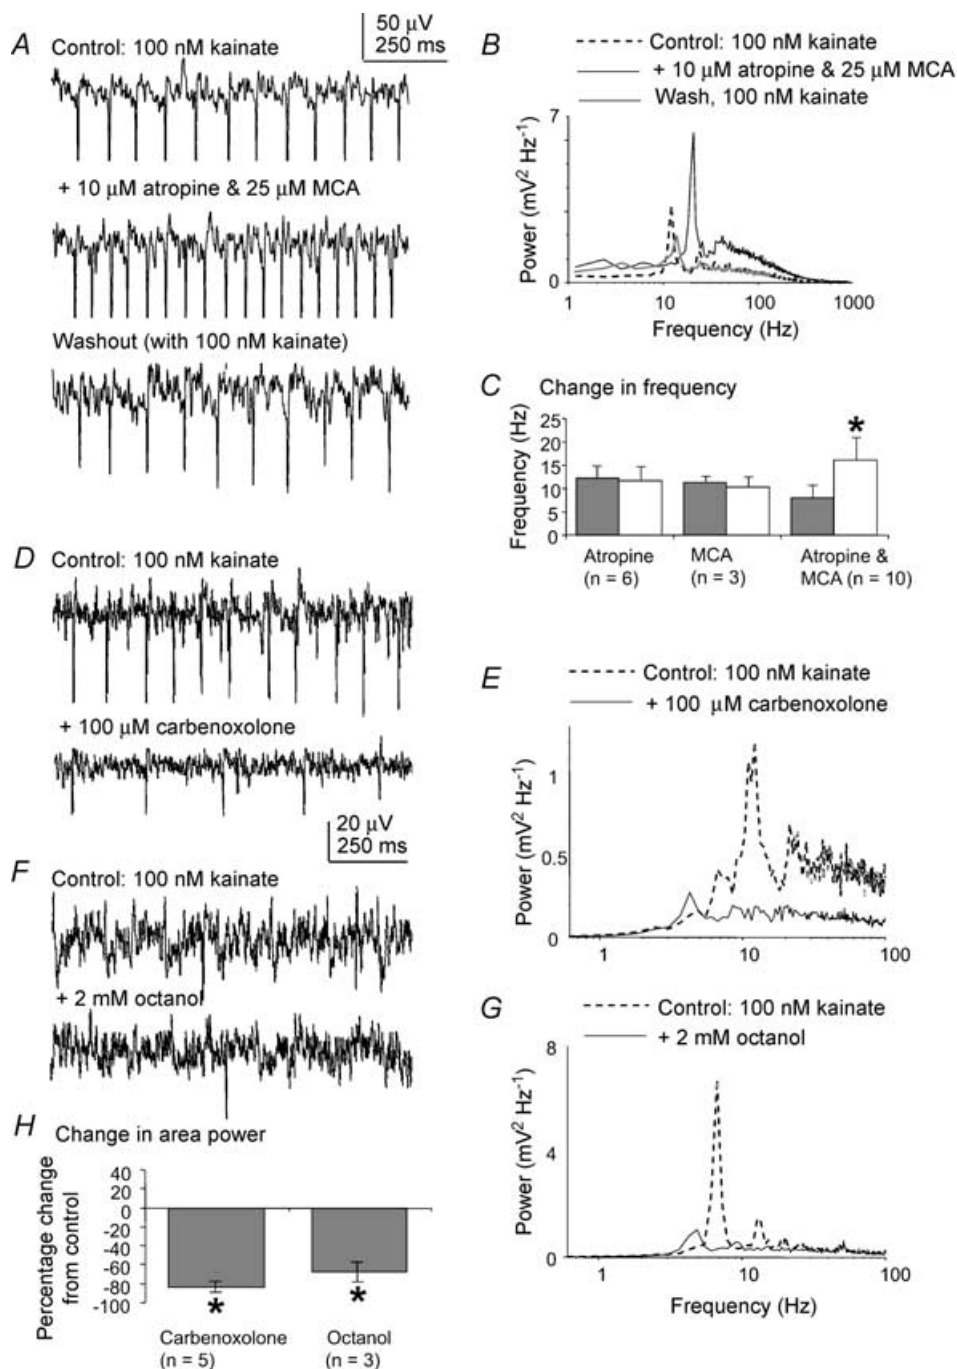 A
Control: 100 nM kainate
50 μV
250 ms
+ 10 μM atropine & 25 μM MCA
Washout (with 100 nM kainate)
B
Control: 100 nM kainate
+ 10 μM atropine & 25 μM MCA
Wash, 100 nM kainate
Power (mV² Hz⁻¹)
7
0
1
10
100
1000
Frequency (Hz)
C
Change in frequency
Frequency (Hz)
25
20
15
10
5
0
*
Atropine
(n = 6)
MCA
(n = 3)
Atropine &
MCA (n = 10)
D
Control: 100 nM kainate
+ 100 μM carbenoxolone
20 μV
250 ms
E
Control: 100 nM kainate
+ 100 μM carbenoxolone
Power (mV² Hz⁻¹)
1
0.5
0
1
10
100
F
Control: 100 nM kainate
+ 2 mM octanol
G
Control: 100 nM kainate
+ 2 mM octanol
Power (mV² Hz⁻¹)
8
4
0
1
10
100
Frequency (Hz)
H
Change in area power
Percentage change
from control
40
20
0
-20
-40
-60
-80
-100
*
*
Carbenoxolone
(n = 5)
Octanol
(n = 3)